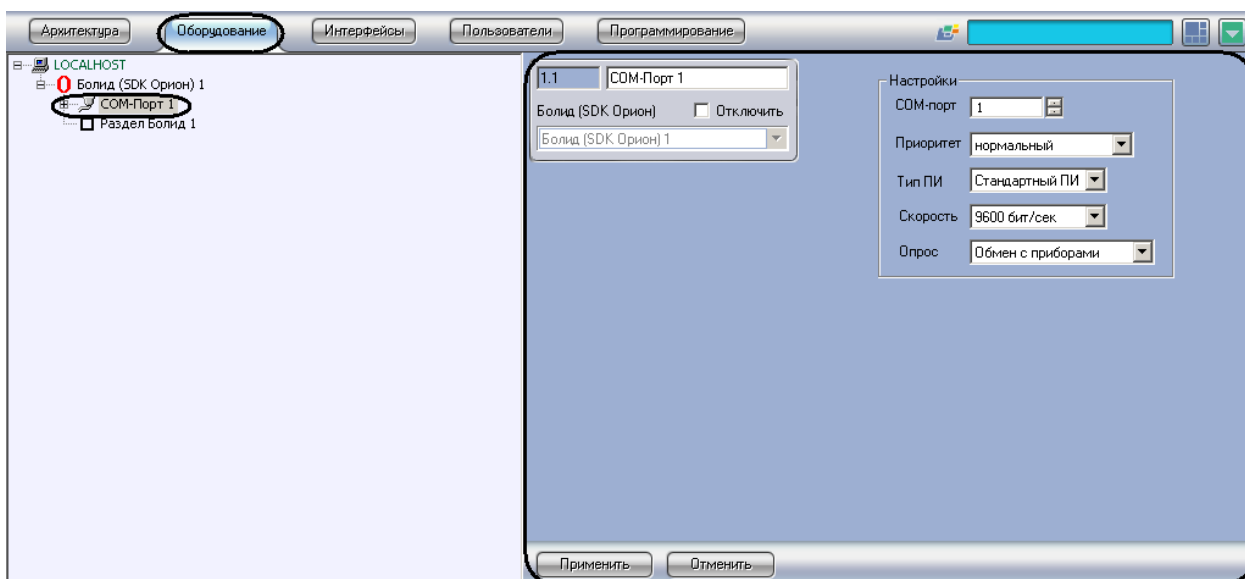 Архитектура Оборудование Интерфейсы Пользователи Программирование
LOCALHOST
Болид (SDK Орион) 1
COM-Порт 1
Раздел Болид 1
1.1 COM-Порт 1
Болид (SDK Орион) Отключить
Болид (SDK Орион) 1
Настройки
COM-порт 1
Приоритет нормальный
Тип ПИ Стандартный ПИ
Скорость 9600 бит/сек
Опрос Обмен с приборами
Применить Отменить